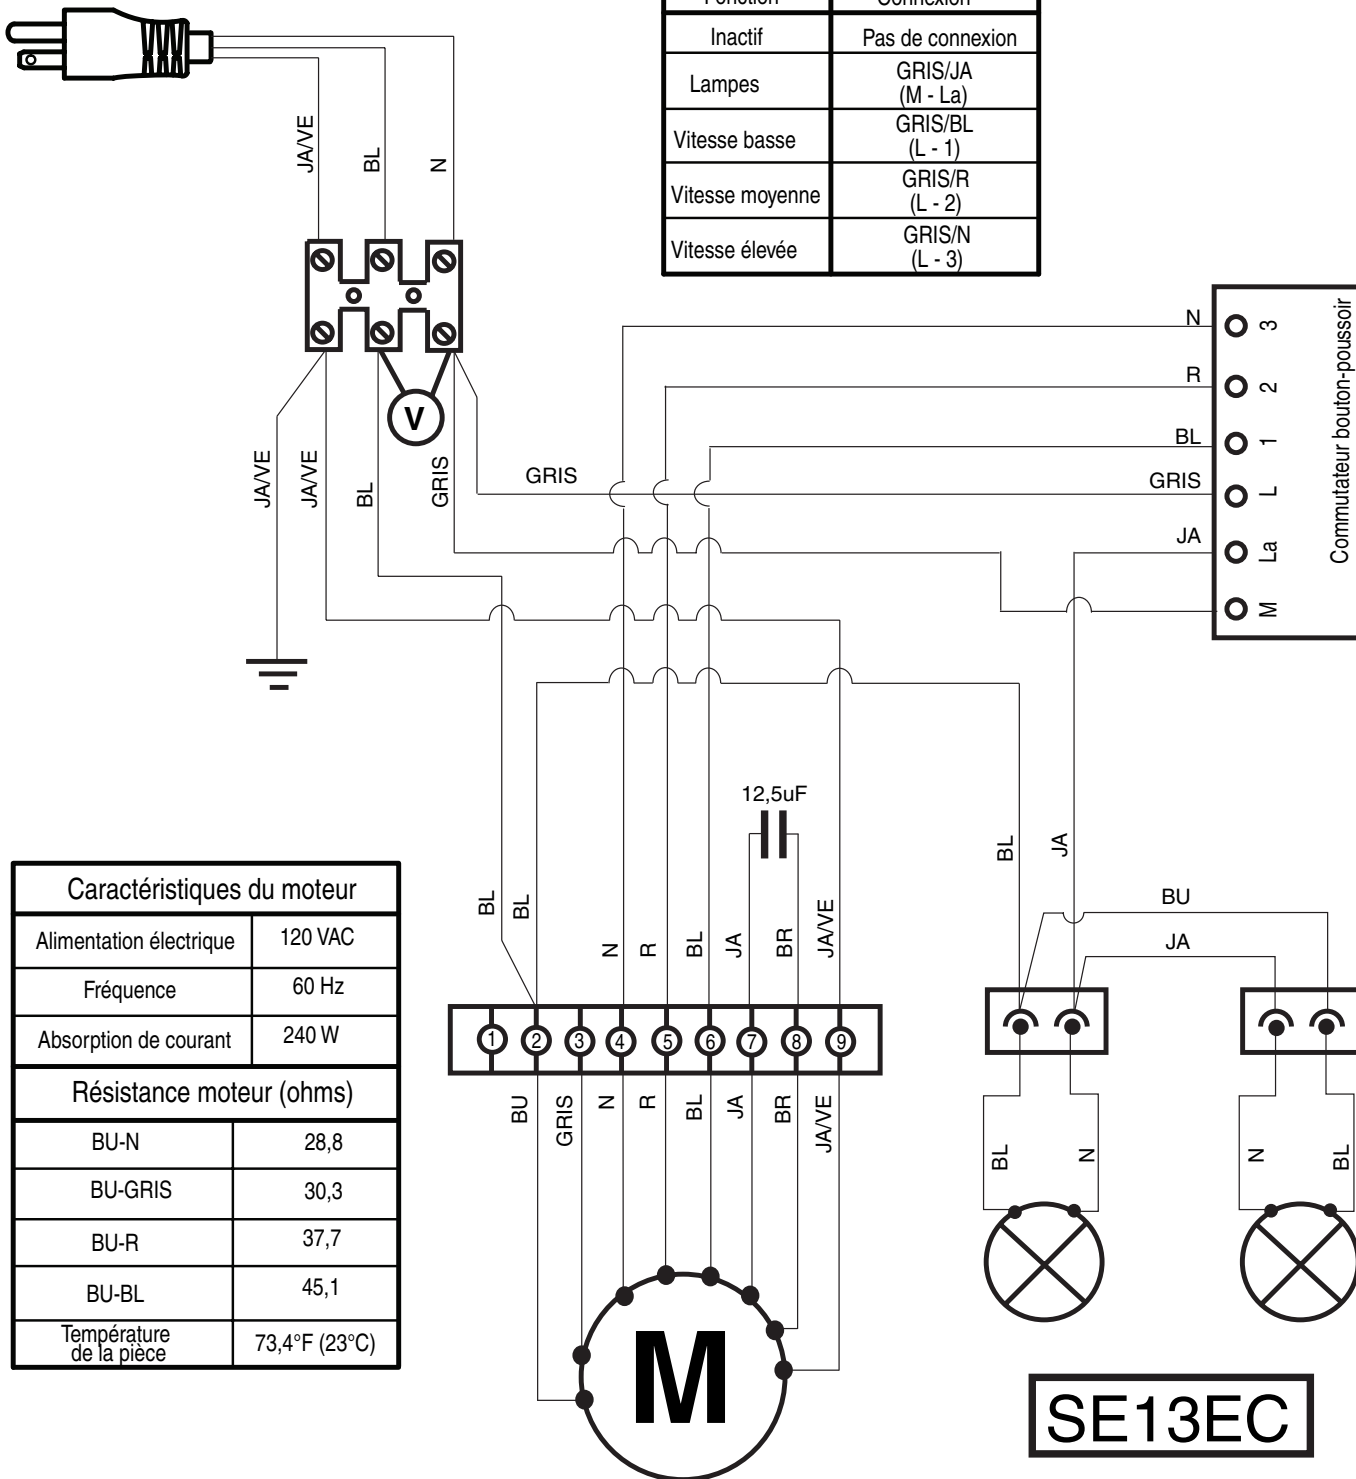 Fonction
Connexion
Inactif
Pas de connexion
Lampes
GRIS/JA
(M - La)
Vitesse basse
GRIS/BL
(L - 1)
Vitesse moyenne
GRIS/R
(L - 2)
Vitesse élevée
GRIS/N
(L - 3)
JA/VE
BL
N
V
JA/VE
JA/VE
BL
GRIS
GRIS
N
3
R
2
BL
1
GRIS
L
JA
La
M
Commutateur bouton-poussoir
12,5uF
BL
BL
N
R
BL
JA
BR
JA/VE
BL
JA
BU
JA
1
2
3
4
5
6
7
8
9
BU
GRIS
N
R
BL
JA
BR
JA/VE
BL
N
N
BL
M
Caractéristiques du moteur
Alimentation électrique
120 VAC
Fréquence
60 Hz
Absorption de courant
240 W
Résistance moteur (ohms)
BU-N
28,8
BU-GRIS
30,3
BU-R
37,7
BU-BL
45,1
Température
de la pièce
73,4°F (23°C)
SE13EC